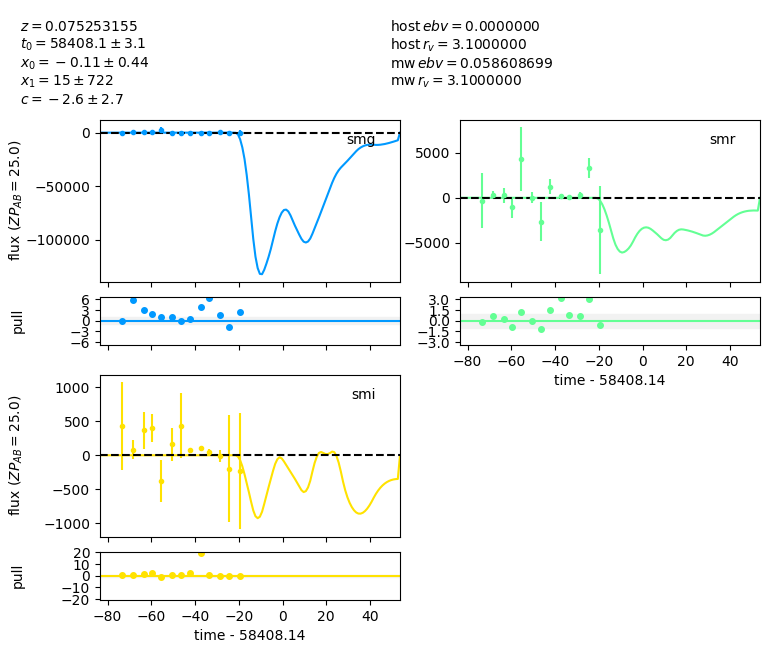 z = 0.075253155
t0 = 58408.1 ± 3.1
x0 = −0.11 ± 0.44
x1 = 15 ± 722
c = −2.6 ± 2.7
host ebv = 0.0000000
host rv = 3.1000000
mw ebv = 0.058608699
mw rv = 3.1000000
flux (ZPAB = 25.0)
0
−50000
−100000
smg
5000
0
−5000
smr
pull
6
3
0
−3
−6
3.0
1.5
0.0
−1.5
−3.0
−80 −60 −40 −20 0 20 40
time - 58408.14
flux (ZPAB = 25.0)
1000
500
0
−500
−1000
smi
pull
20
10
0
−10
−20
−80 −60 −40 −20 0 20 40
time - 58408.14